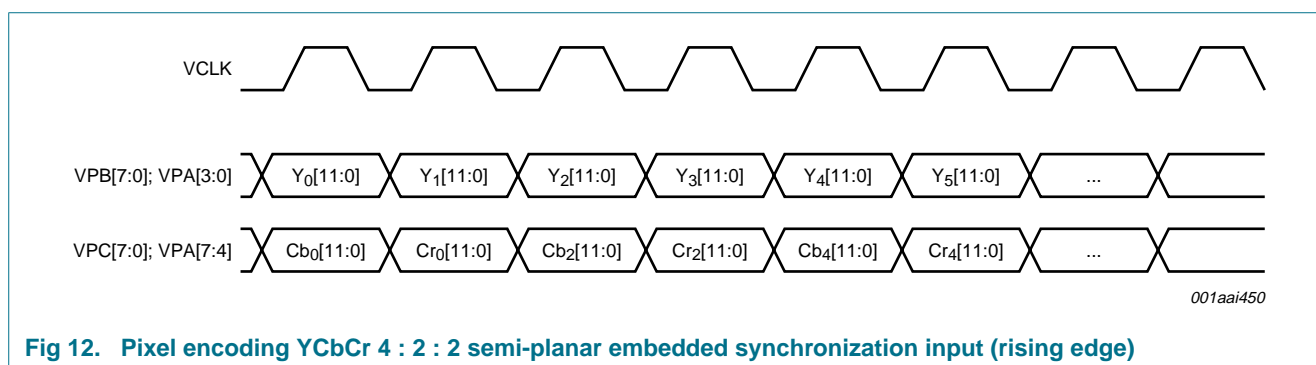 VCLK
VPB[7:0]; VPA[3:0] Y0[11:0] Y1[11:0] Y2[11:0] Y3[11:0] Y4[11:0] Y5[11:0] ...
VPC[7:0]; VPA[7:4] Cb0[11:0] Cr0[11:0] Cb2[11:0] Cr2[11:0] Cb4[11:0] Cr4[11:0] ...
001aai450
Fig 12. Pixel encoding YCbCr 4 : 2 : 2 semi-planar embedded synchronization input (rising edge)